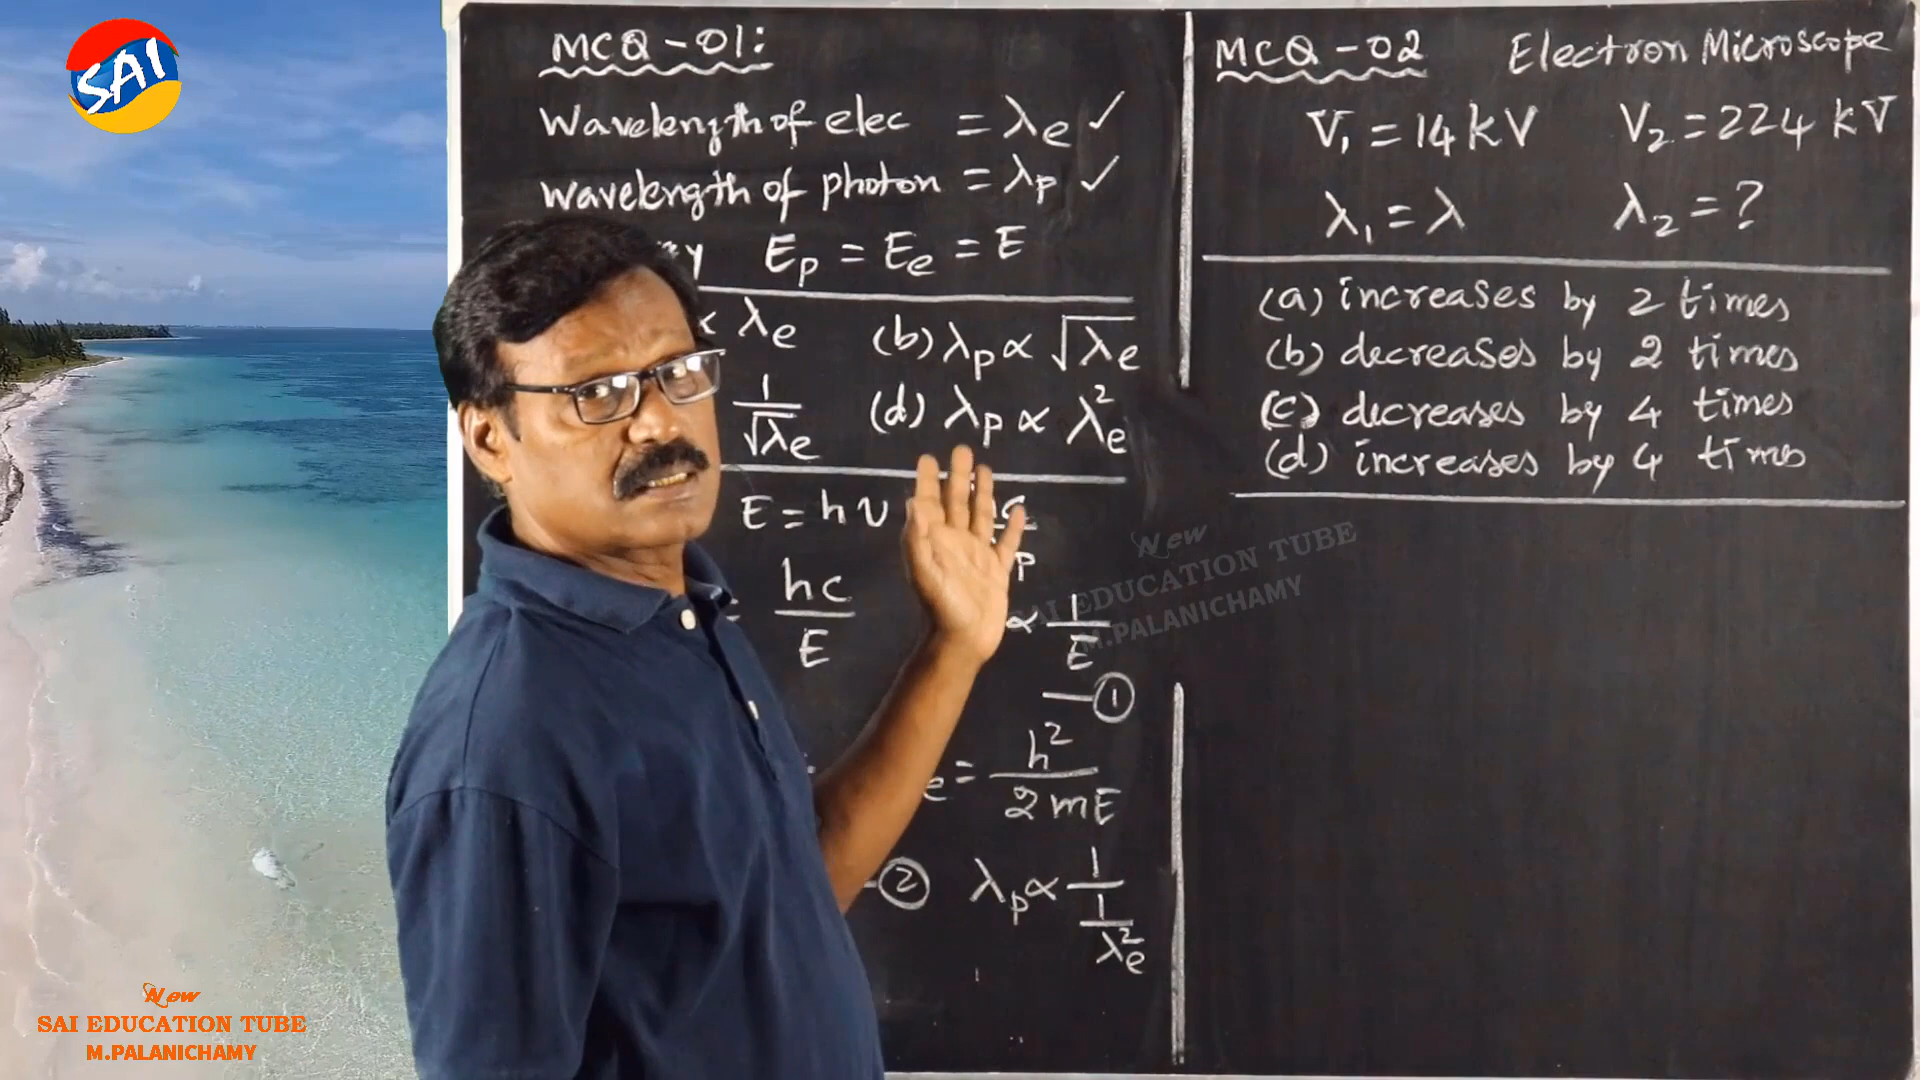 SAI
MCQ - 01:
Wavelength of elec = λe ✓
Wavelength of photon = λp ✓
Ep = Ee = E
∝ λe (b) λp ∝ √λe
1/√λe (d) λp ∝ λe²
E = hν
hc/E ∝ 1/E
— ①
e = h²/2mE
— ② λp ∝ 1/(1/λe²)
MCQ - 02 Electron Microscope
V₁ = 14 kV V₂ = 224 kV
λ₁ = λ λ₂ = ?
(a) increases by 2 times
(b) decreases by 2 times
(c) decreases by 4 times
(d) increases by 4 times
New
SAI EDUCATION TUBE
M.PALANICHAMY
New
SAI EDUCATION TUBE
M.PALANICHAMY